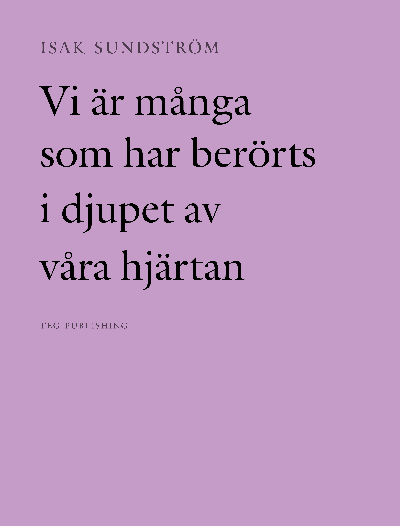 ISAK SUNDSTRÖM
Vi är många
som har berörts
i djupet av
våra hjärtan
TEG PUBLISHING